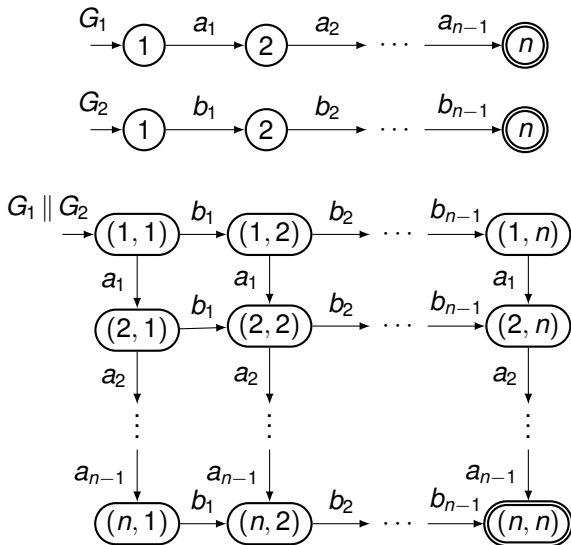 G₁ a₁ a₂ aₙ₋₁
1 2 ··· n
G₂ b₁ b₂ bₙ₋₁
1 2 ··· n
G₁ ∥ G₂ b₁ b₂ bₙ₋₁
(1, 1) (1, 2) ··· (1, n)
a₁ a₁ a₁
b₁ b₂ bₙ₋₁
(2, 1) (2, 2) ··· (2, n)
a₂ a₂ a₂
⋮ ⋮ ⋮
aₙ₋₁ aₙ₋₁ aₙ₋₁
b₁ b₂ bₙ₋₁
(n, 1) (n, 2) ··· (n, n)